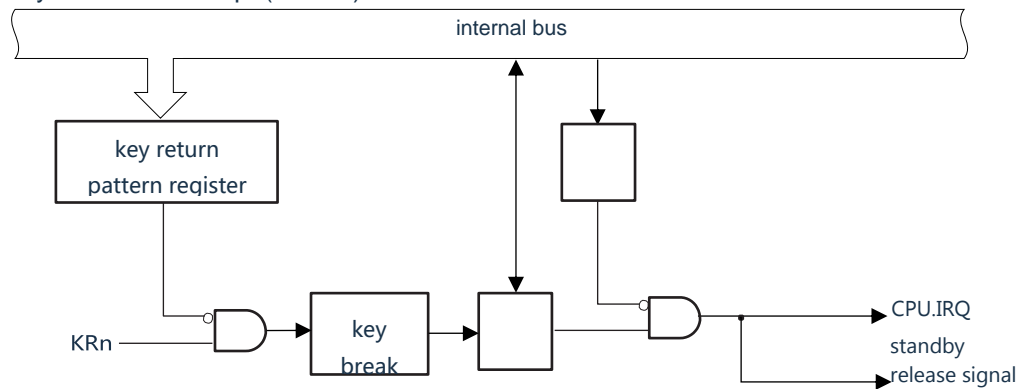 internal bus
key return
pattern register
KRn
key
break
CPU.IRQ
standby
release signal